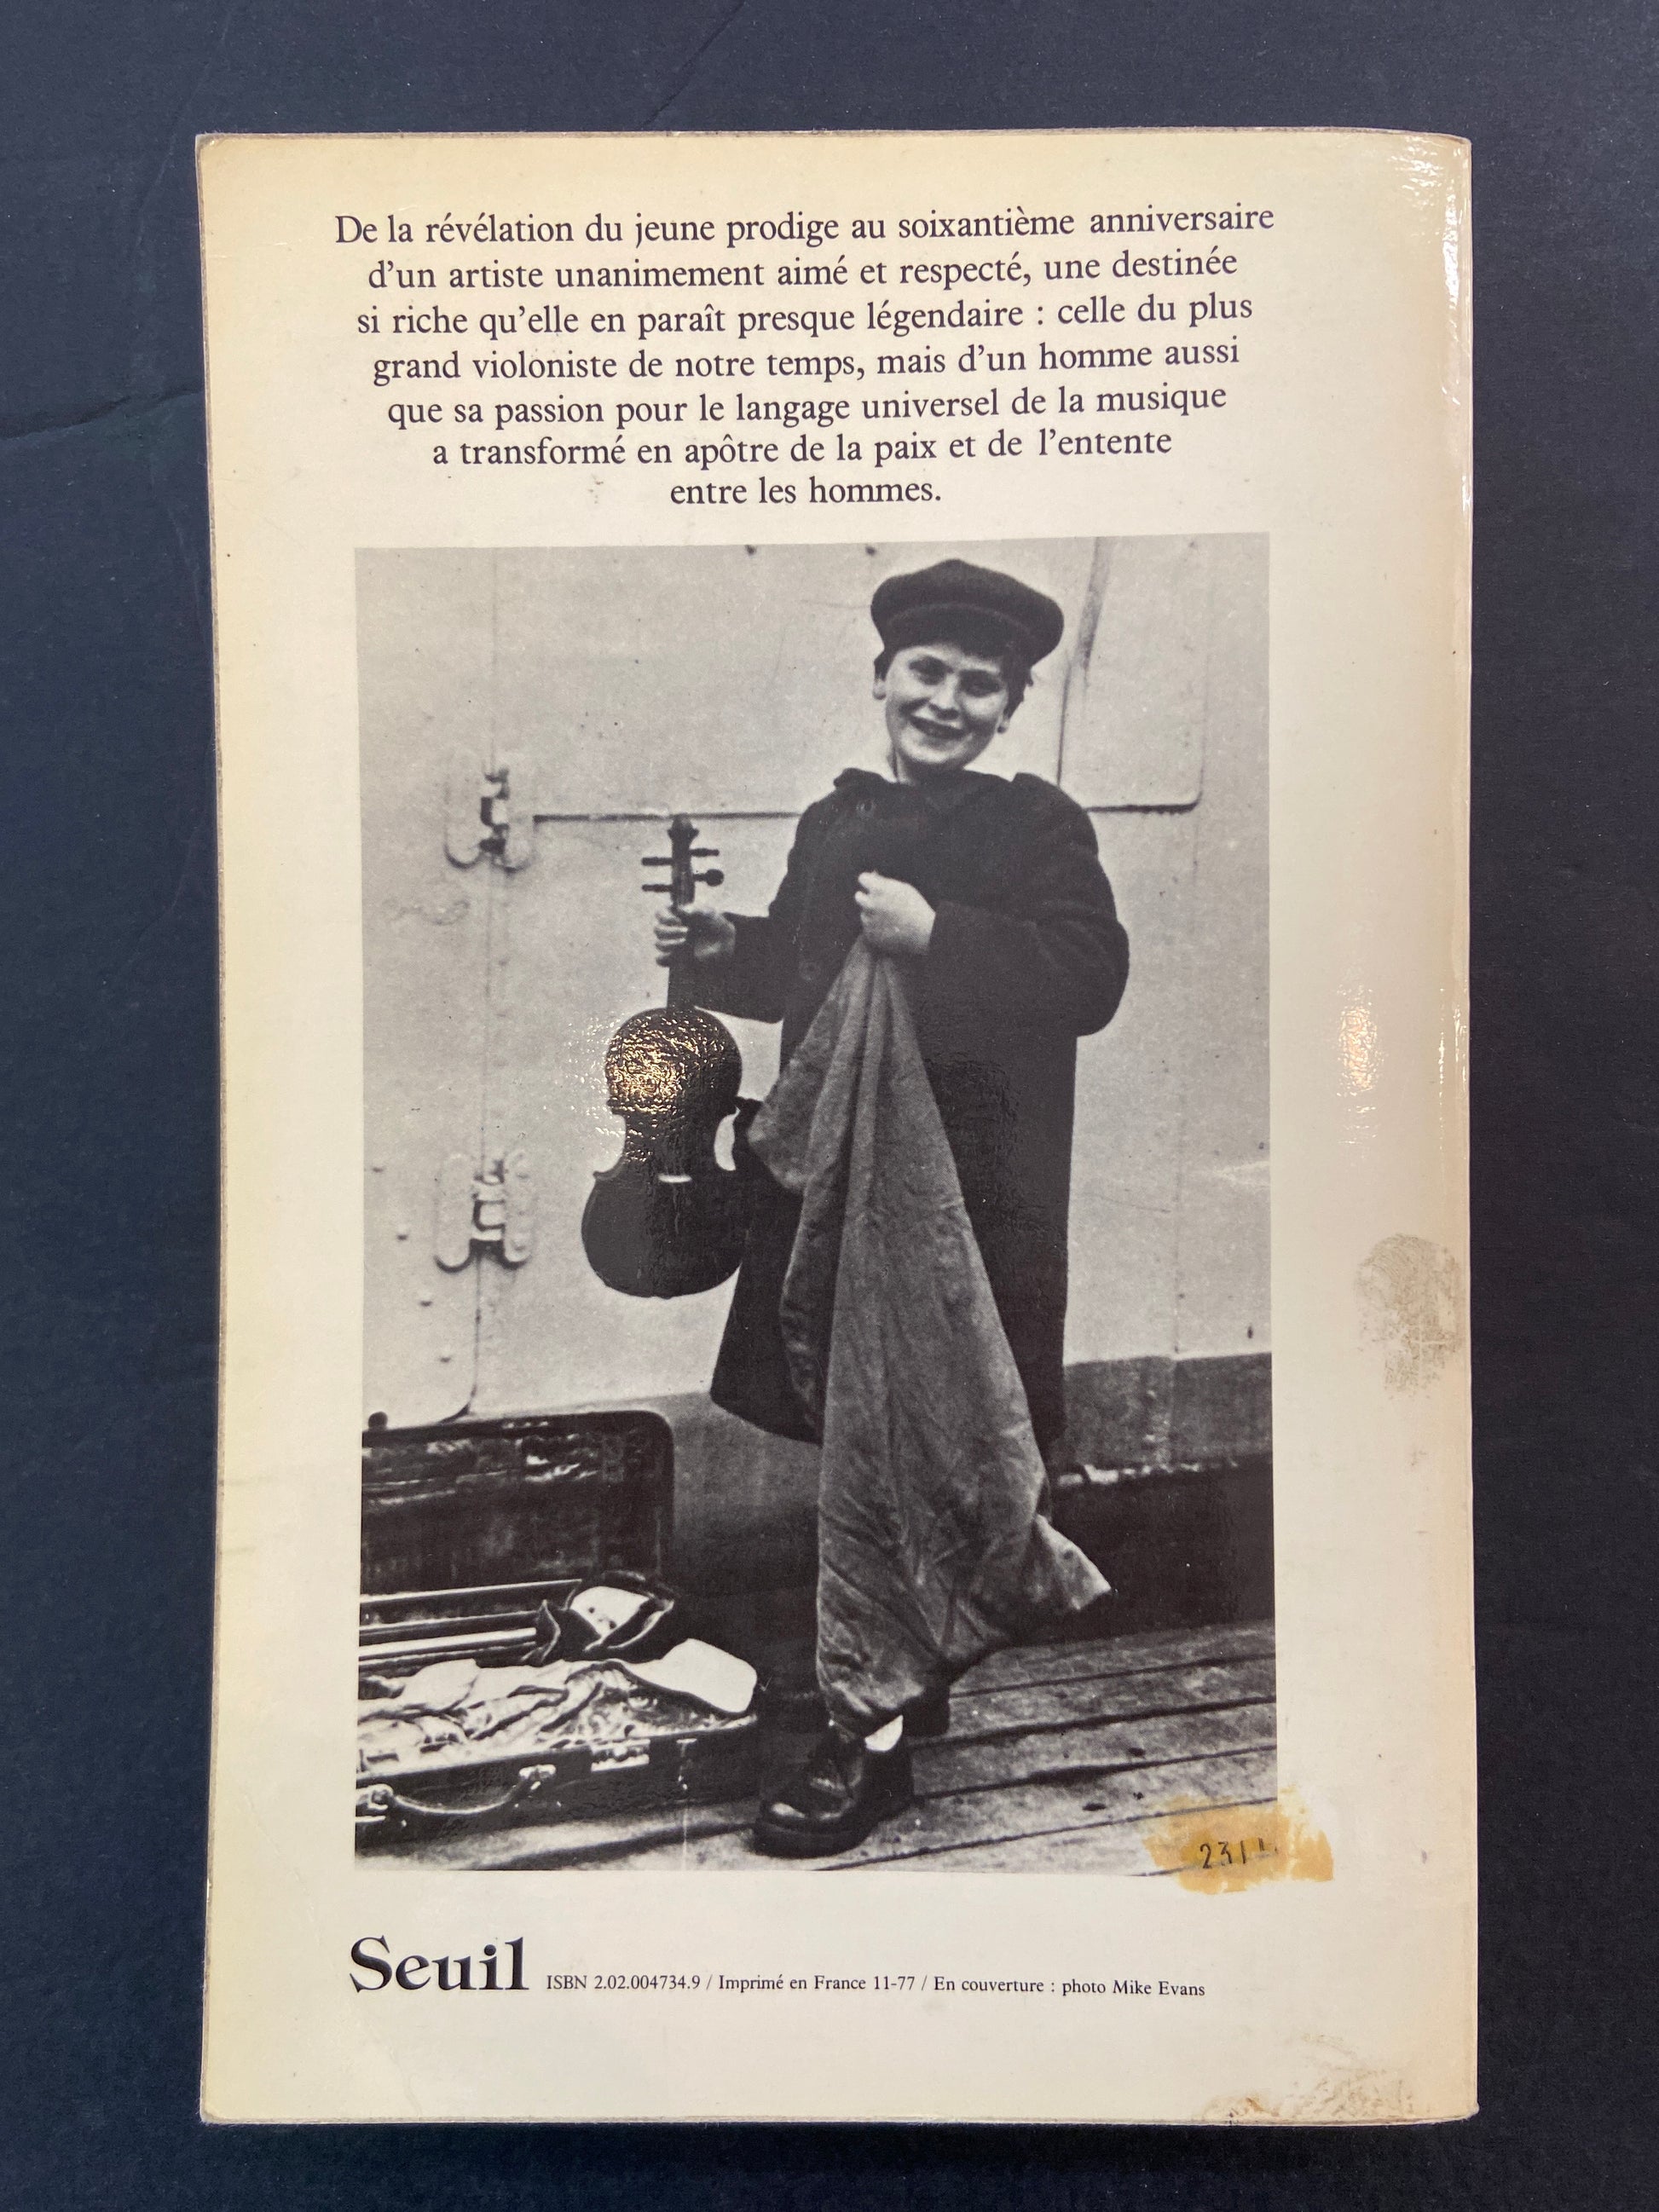 De la révélation du jeune prodige au soixantième anniversaire
d'un artiste unanimement aimé et respecté, une destinée
si riche qu'elle en paraît presque légendaire : celle du plus
grand violoniste de notre temps, mais d'un homme aussi
que sa passion pour le langage universel de la musique
a transformé en apôtre de la paix et de l'entente
entre les hommes.
Seuil ISBN 2.02.004734.9 / Imprimé en France 11-77 / En couverture : photo Mike Evans